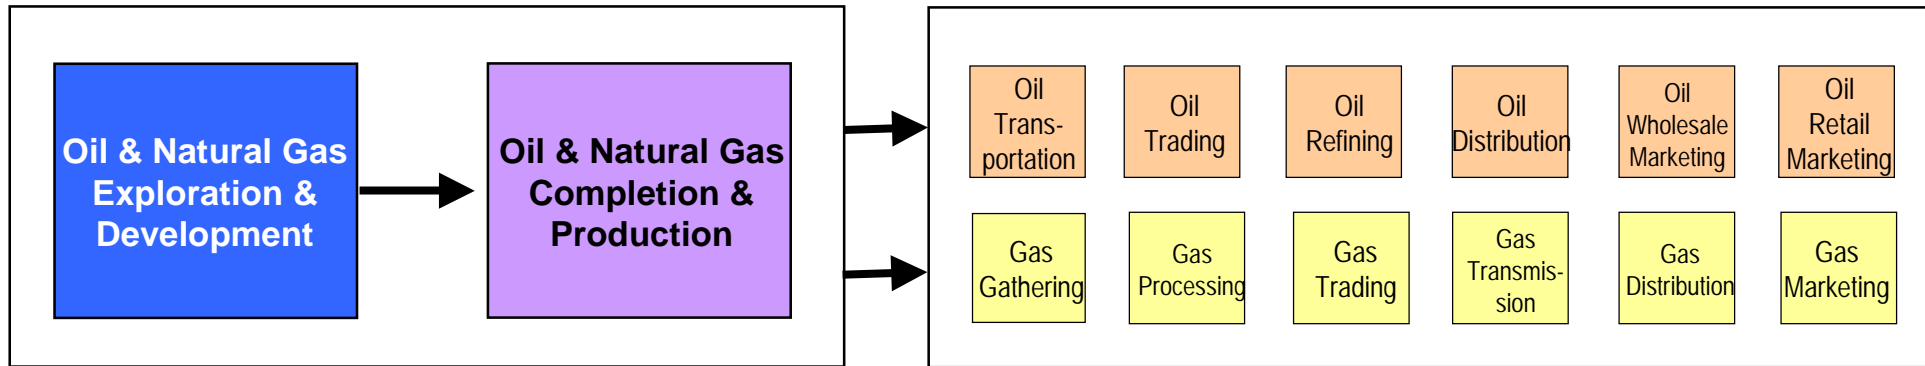 Oil & Natural Gas
Exploration &
Development
Oil & Natural Gas
Completion &
Production
Oil
Trans-
portation
Oil
Trading
Oil
Refining
Oil
Distribution
Oil
Wholesale
Marketing
Oil
Retail
Marketing
Gas
Gathering
Gas
Processing
Gas
Trading
Gas
Transmis-
sion
Gas
Distribution
Gas
Marketing